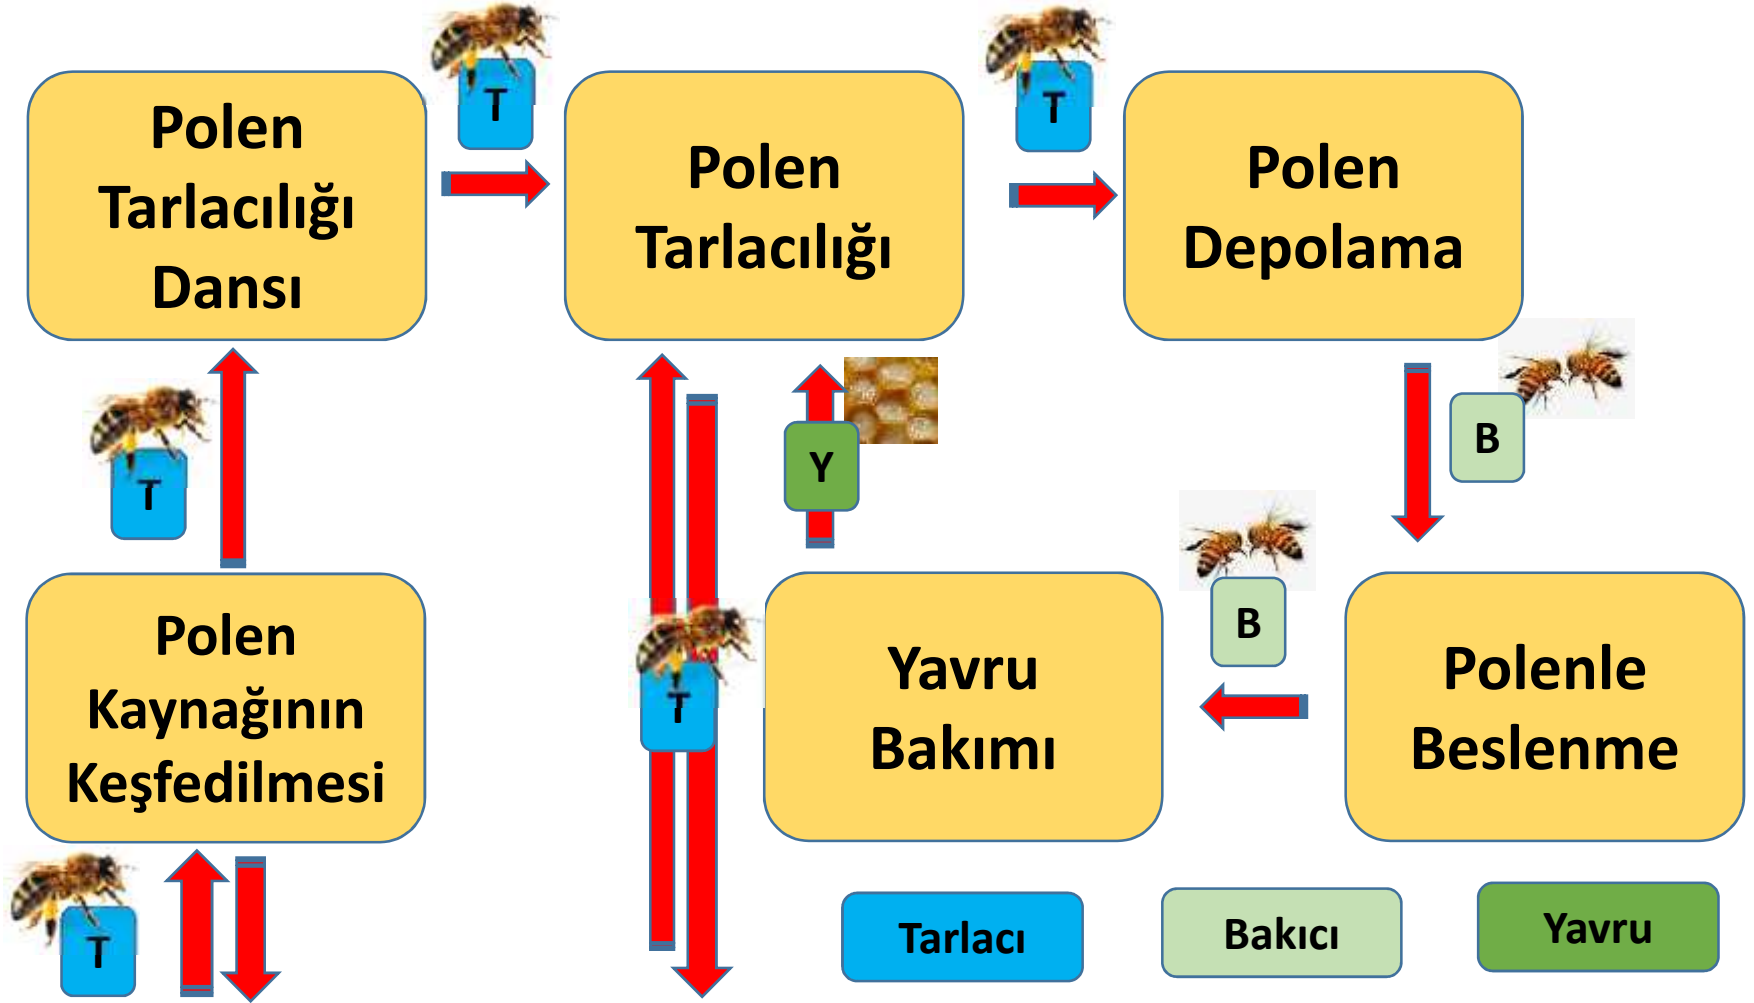 T
T
Polen
Tarlacılığı
Dansı
Polen
Tarlacılığı
Polen
Depolama
T
Y
B
B
Polen
Kaynağının
Keşfedilmesi
T
Yavru
Bakımı
Polenle
Beslenme
T
Tarlacı
Bakıcı
Yavru